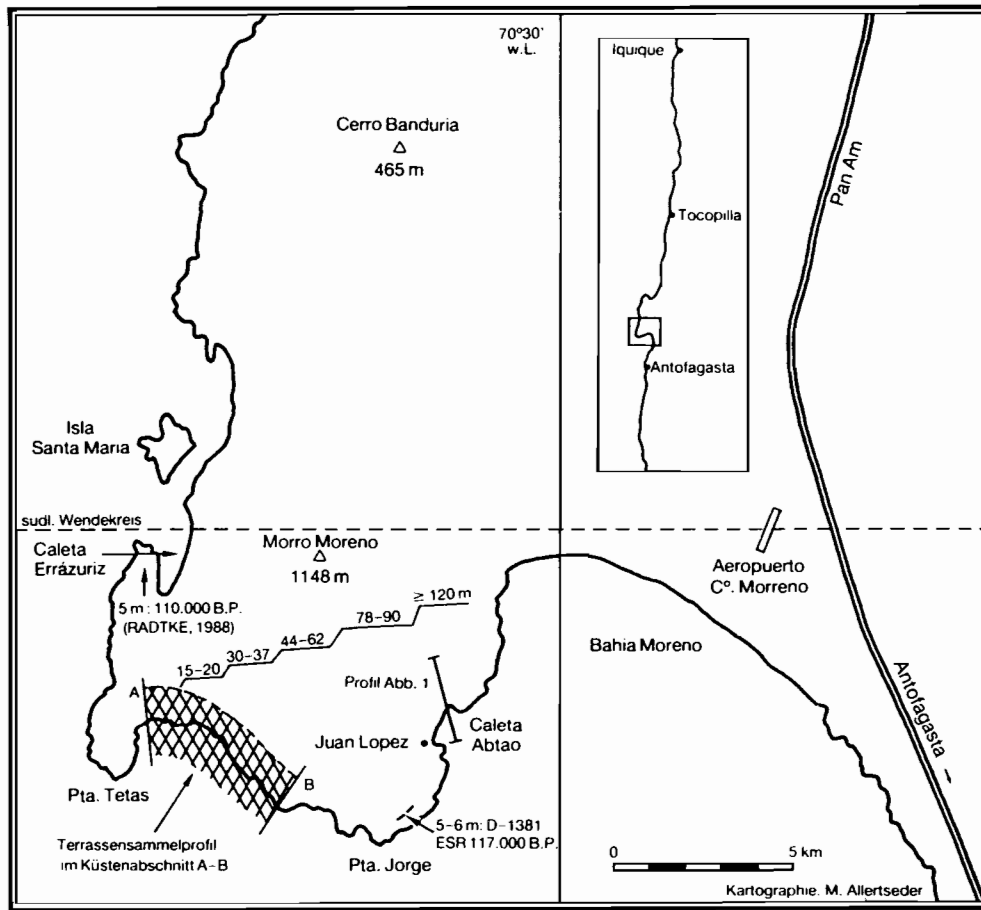 70°30'
w.L.
Iquique
Cerro Banduria
465 m
Pan Am
Tocopilla
Antofagasta
Isla
Santa Maria
sudl. Wendekreis
Caleta
Errázuriz
Morro Moreno
1148 m
Aeropuerto
C°. Morreno
5 m: 110.000 B.P.
(RADTKE, 1988)
≥ 120 m
78-90
44-62
30-37
15-20
Bahia Moreno
Profil Abb. 1
A
Caleta
Abtao
Juan Lopez
Antofagasta
Pta. Tetas
B
5-6 m: D-1381
ESR 117.000 B.P.
Terrassensammelprofil
im Küstenabschnitt A-B
Pta. Jorge
0
5 km
Kartographie. M. Allertseder